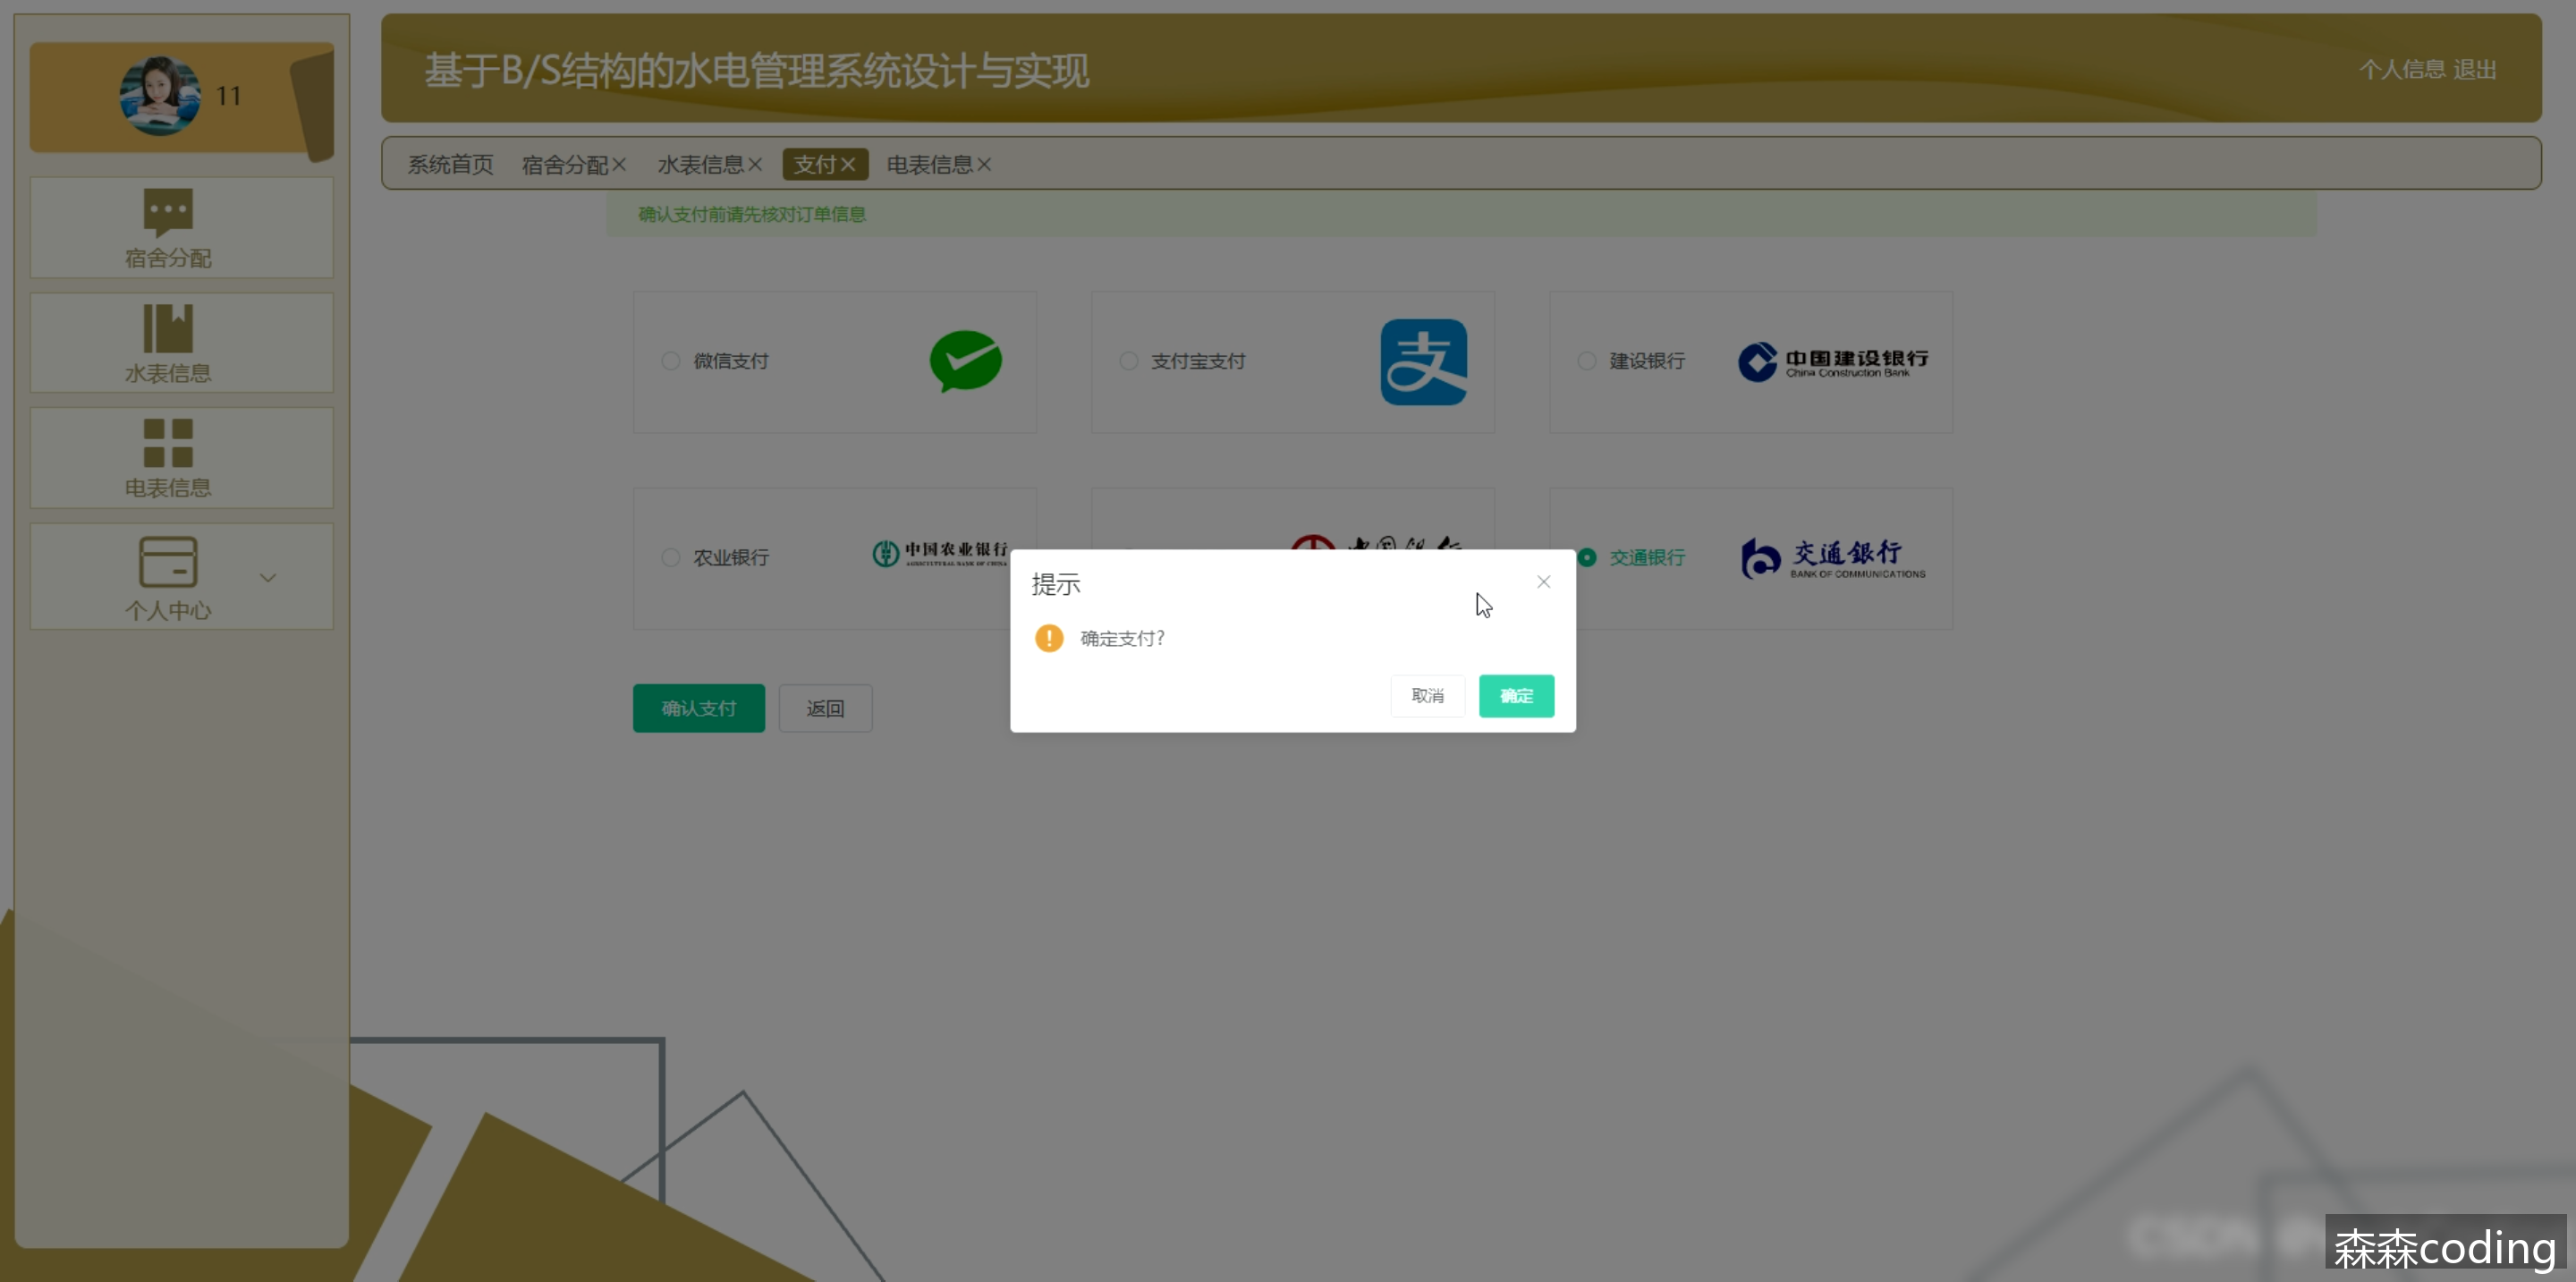 11
宿舍分配
水表信息
电表信息
个人中心
基于B/S结构的水电管理系统设计与实现
个人信息 退出
系统首页 宿舍分配 水表信息 支付 电表信息
确认支付前请先核对订单信息
微信支付
支付宝支付
支
建设银行
中国建设银行
China Construction Bank
农业银行
中国农业银行
AGRICULTURAL BANK OF CHINA
交通银行
交通銀行
BANK OF COMMUNICATIONS
提示
确定支付?
取消 确定
确认支付 返回
森森coding